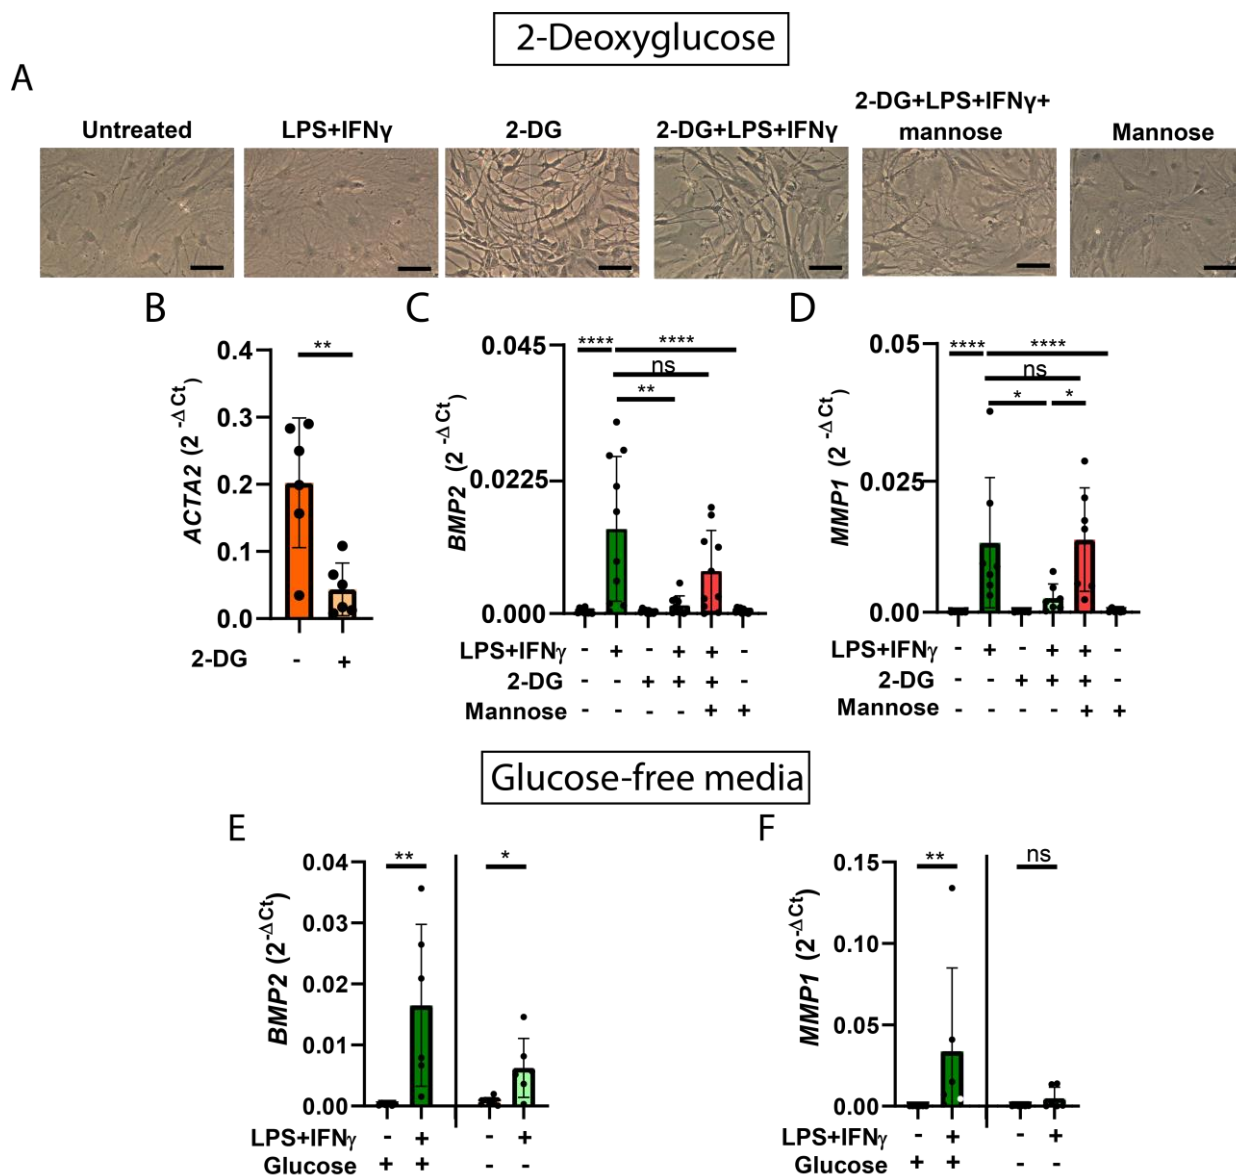 2-Deoxyglucose
A
2-DG+LPS+IFNγ+
Untreated LPS+IFNγ 2-DG 2-DG+LPS+IFNγ mannose Mannose
B C D
ACTA2 (2 -ΔCt)
0.4
0.3
0.2
0.1
0.0
**
2-DG - +
BMP2 (2 -ΔCt)
0.045
0.0225
0.000
**** ****
ns
**
LPS+IFNγ - + - + + -
2-DG - - + + + -
Mannose - - - - + +
MMP1 (2 -ΔCt)
0.05
0.025
0.000
**** ****
ns
* *
LPS+IFNγ - + - + + -
2-DG - - + + + -
Mannose - - - - + +
Glucose-free media
E F
BMP2 (2-ΔCt)
0.04
0.03
0.02
0.01
0.00
** *
LPS+IFNγ - + - +
Glucose + + - -
MMP1 (2-ΔCt)
0.15
0.10
0.05
0.00
** ns
LPS+IFNγ - + - +
Glucose + + - -